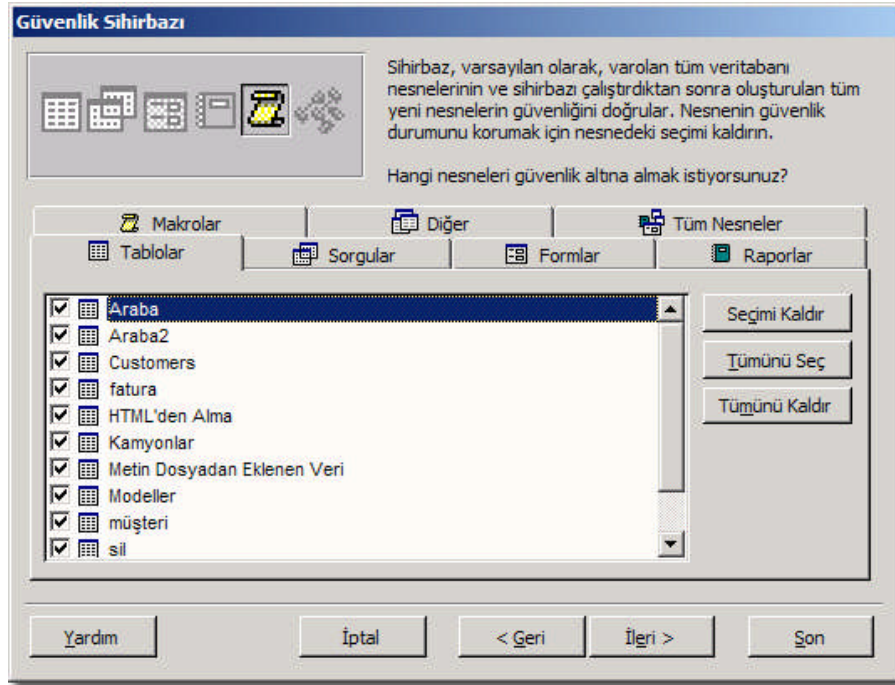 Güvenlik Sihirbazı
Sihirbaz, varsayılan olarak, varolan tüm veritabanı
nesnelerinin ve sihirbazı çalıştırdıktan sonra oluşturulan tüm
yeni nesnelerin güvenliğini doğrular. Nesnenin güvenlik
durumunu korumak için nesnedeki seçimi kaldırın.
Hangi nesneleri güvenlik altına almak istiyorsunuz?
Makrolar Diğer Tüm Nesneler
Tablolar Sorgular Formlar Raporlar
Araba
Araba2
Customers
fatura
HTML'den Alma
Kamyonlar
Metin Dosyadan Eklenen Veri
Modeller
müşteri
sil
Seçimi Kaldır
Tümünü Seç
Tümünü Kaldır
Yardım İptal < Geri İleri > Son